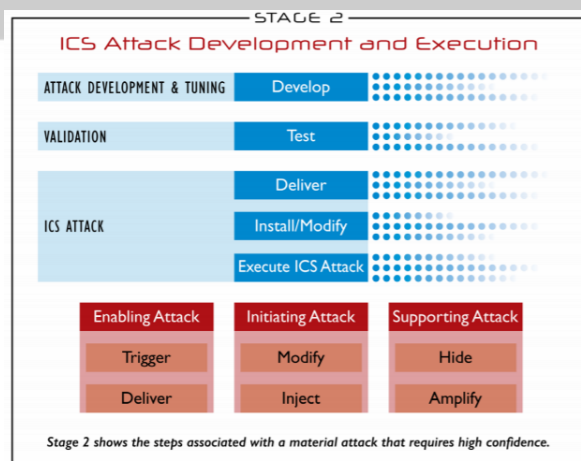 STAGE 2
ICS Attack Development and Execution
ATTACK DEVELOPMENT & TUNING
Develop
VALIDATION
Test
ICS ATTACK
Deliver
Install/Modify
Execute ICS Attack
Enabling Attack
Initiating Attack
Supporting Attack
Trigger
Modify
Hide
Deliver
Inject
Amplify
Stage 2 shows the steps associated with a material attack that requires high confidence.